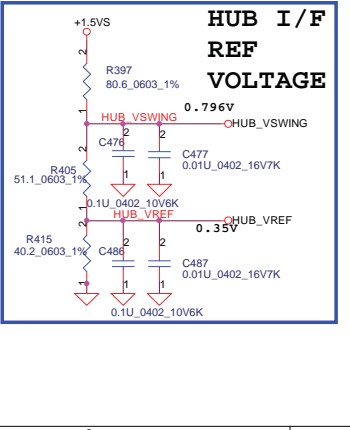 HUB I/F
REF
VOLTAGE
+1.5VS
2
R397
80.6_0603_1%
1
0.796V
HUB_VSWING
HUB_VSWING
2
C476
2
2
C477
0.01U_0402_16V7K
R405
51.1_0603_1%
1
1
1
0.1U_0402_10V6K
HUB_VREF
HUB_VREF
0.35V
2
R415
40.2_0603_1%
C486
2
2
C487
0.01U_0402_16V7K
1
1
1
0.1U_0402_10V6K